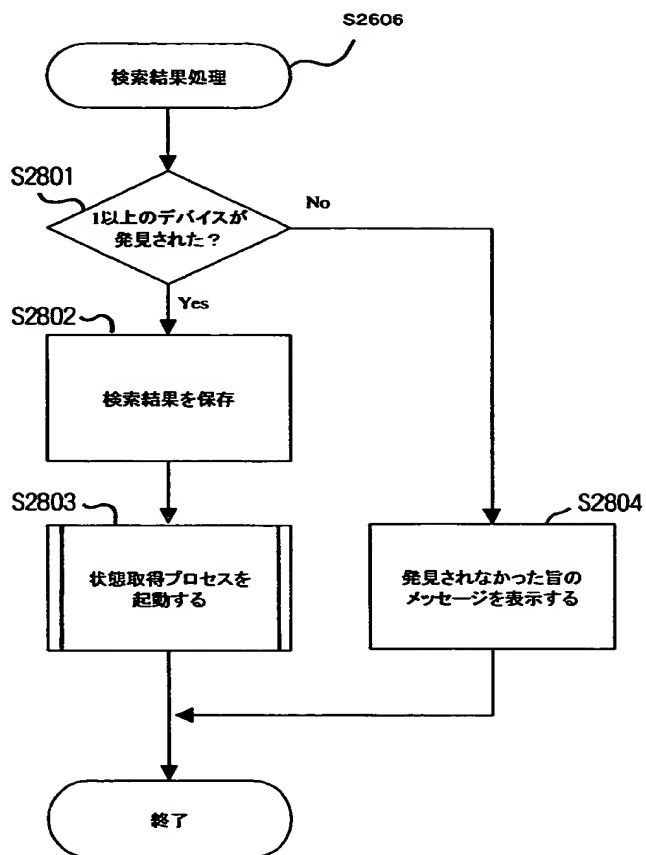 S2606
検索結果処理
S2801
1以上のデバイスが
発見された？
No
Yes
S2802
検索結果を保存
S2803
状態取得プロセスを
起動する
S2804
発見されなかった旨の
メッセージを表示する
終了